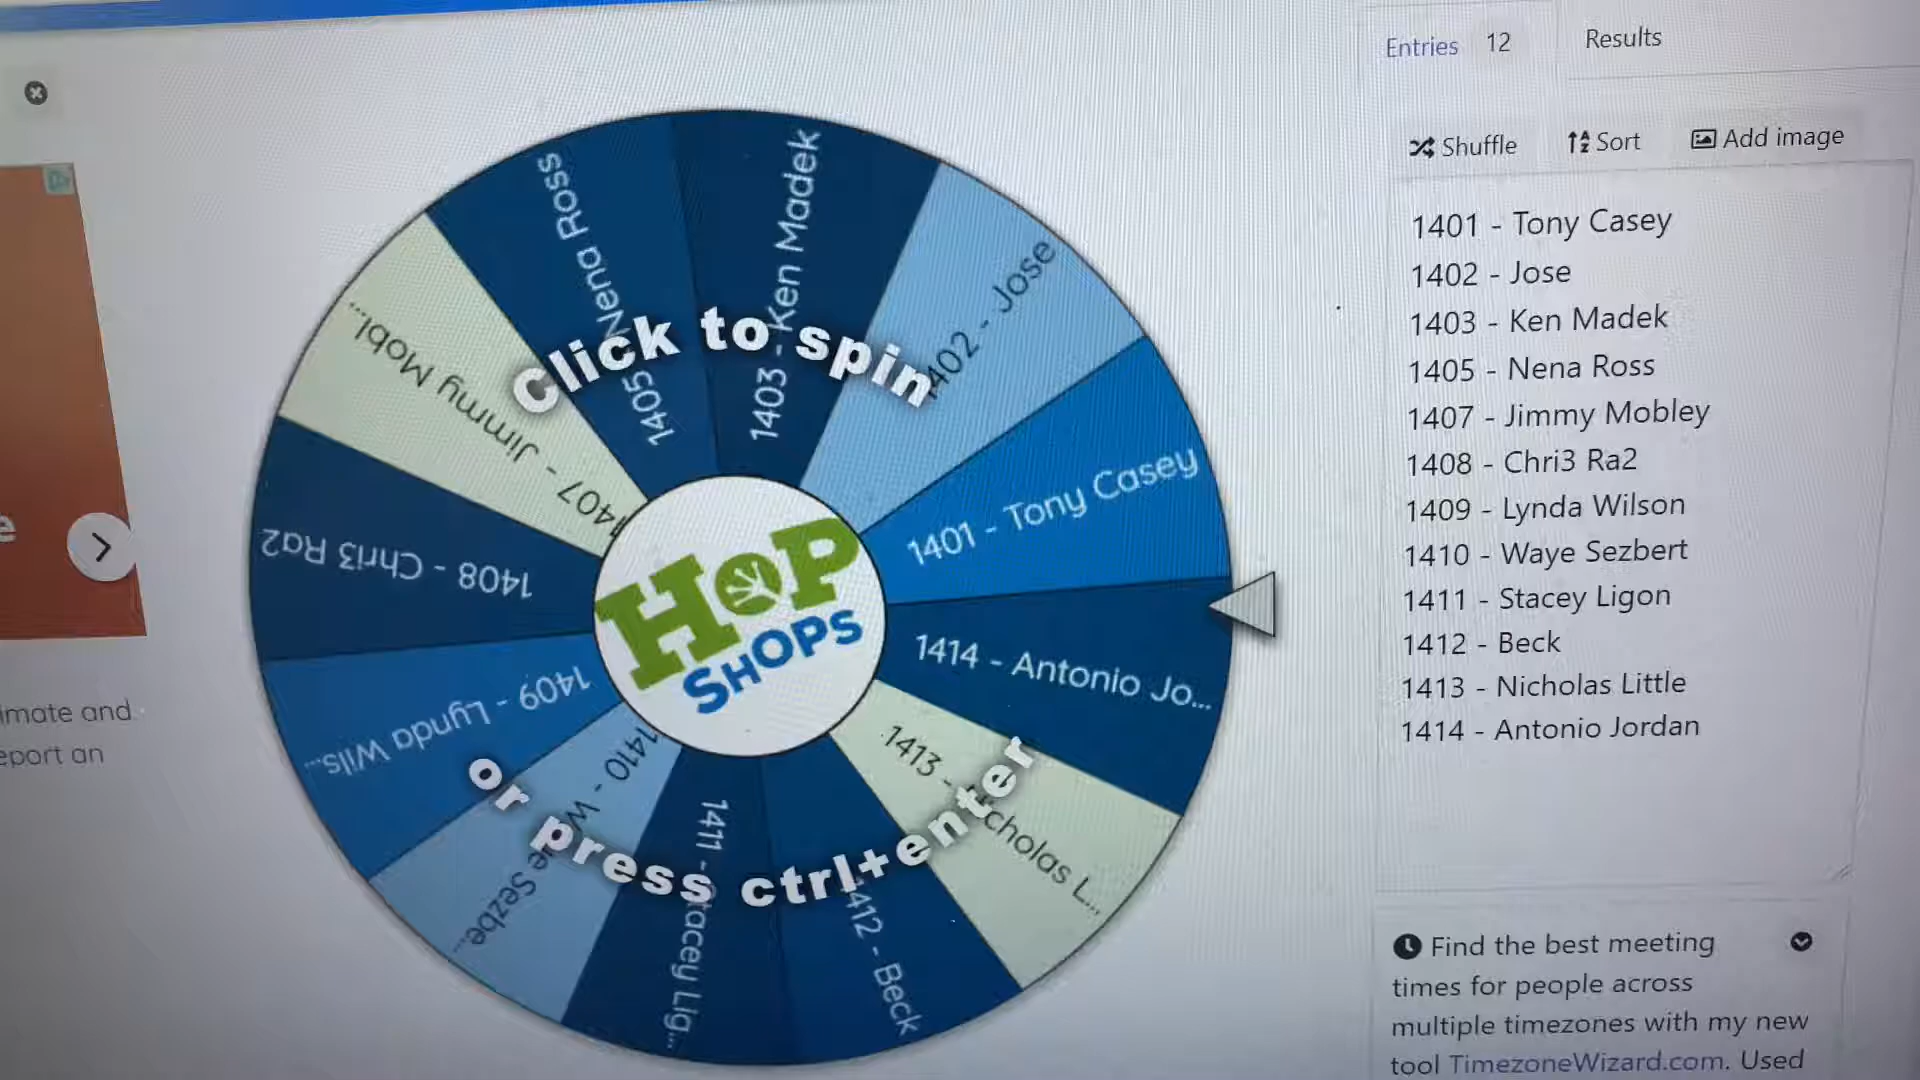 Entries 12
Results
Shuffle
Sort
Add image
1401 - Tony Casey
1402 - Jose
1403 - Ken Madek
1405 - Nena Ross
1407 - Jimmy Mobley
1408 - Chri3 Ra2
1409 - Lynda Wilson
1410 - Waye Sezbert
1411 - Stacey Ligon
1412 - Beck
1413 - Nicholas Little
1414 - Antonio Jordan
Click to spin
or press ctrl+enter
1405 Nena Ross
1403 - Ken Madek
1402 - Jose
1401 - Tony Casey
1414 - Antonio Jo...
1413 - Nicholas L...
1412 - Beck
1411 - Stacey Lig...
1410 - Sezbe...
1409 - Lynda Wils...
1408 - Chri3 Ra2
1407 - Jimmy Mobl...
HOP
SHOPS
imate and
eport an
Find the best meeting
times for people across
multiple timezones with my new
tool TimezoneWizard.com. Used